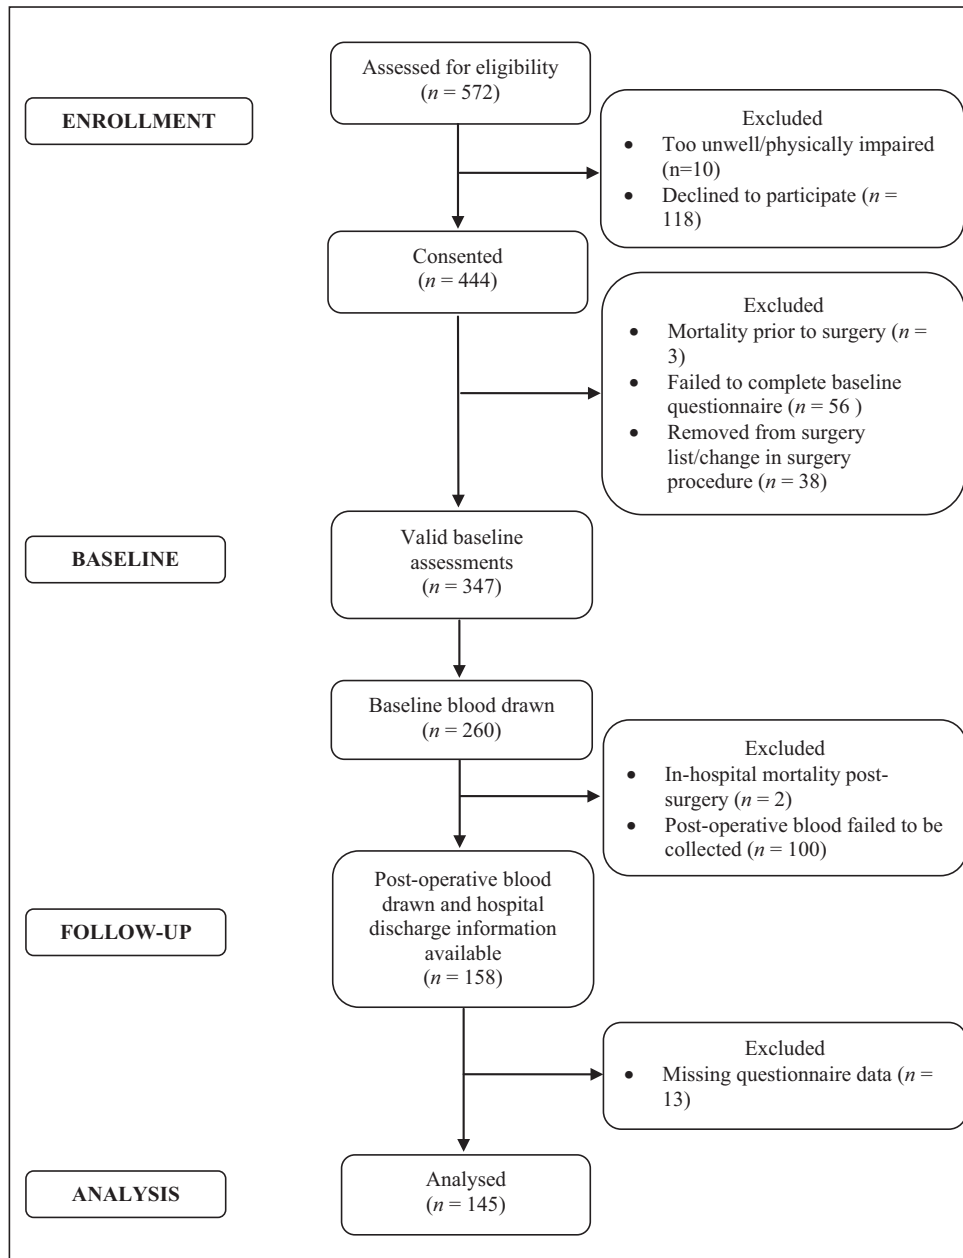 Assessed for eligibility
(n = 572)
ENROLLMENT
Excluded
• Too unwell/physically impaired
(n=10)
• Declined to participate (n =
118)
Consented
(n = 444)
Excluded
• Mortality prior to surgery (n =
3)
• Failed to complete baseline
questionnaire (n = 56 )
• Removed from surgery
list/change in surgery
procedure (n = 38)
Valid baseline
assessments
(n = 347)
BASELINE
Baseline blood drawn
(n = 260)
Excluded
• In-hospital mortality post-
surgery (n = 2)
• Post-operative blood failed to be
collected (n = 100)
Post-operative blood
drawn and hospital
discharge information
available
(n = 158)
FOLLOW-UP
Excluded
• Missing questionnaire data (n =
13)
Analysed
(n = 145)
ANALYSIS